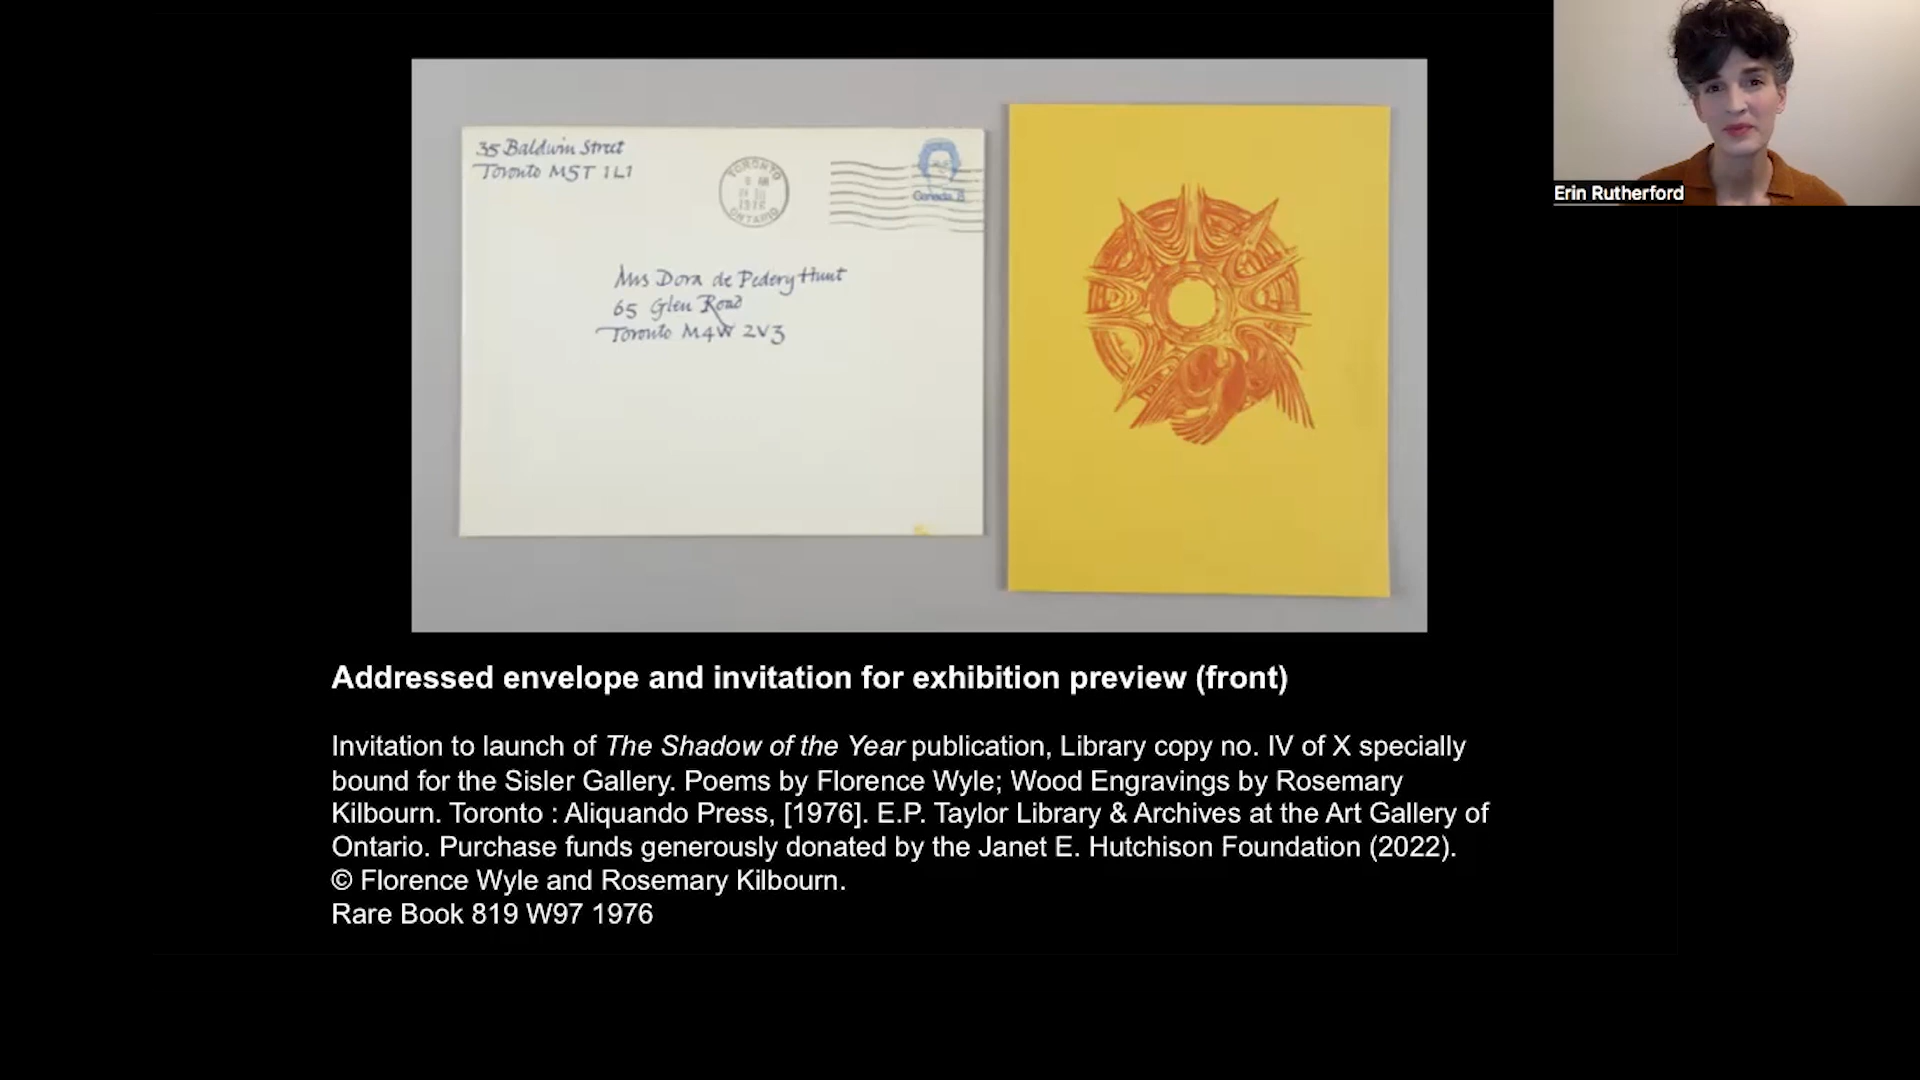 35 Baldwin Street
Toronto M5T 1L1
TORONTO
ONTARIO
Canada 8
Mrs Dora de Pedery Hunt
65 Glen Road
Toronto M4W 2V3
Erin Rutherford
Addressed envelope and invitation for exhibition preview (front)
Invitation to launch of The Shadow of the Year publication, Library copy no. IV of X specially
bound for the Sisler Gallery. Poems by Florence Wyle; Wood Engravings by Rosemary
Kilbourn. Toronto : Aliquando Press, [1976]. E.P. Taylor Library & Archives at the Art Gallery of
Ontario. Purchase funds generously donated by the Janet E. Hutchison Foundation (2022).
© Florence Wyle and Rosemary Kilbourn.
Rare Book 819 W97 1976